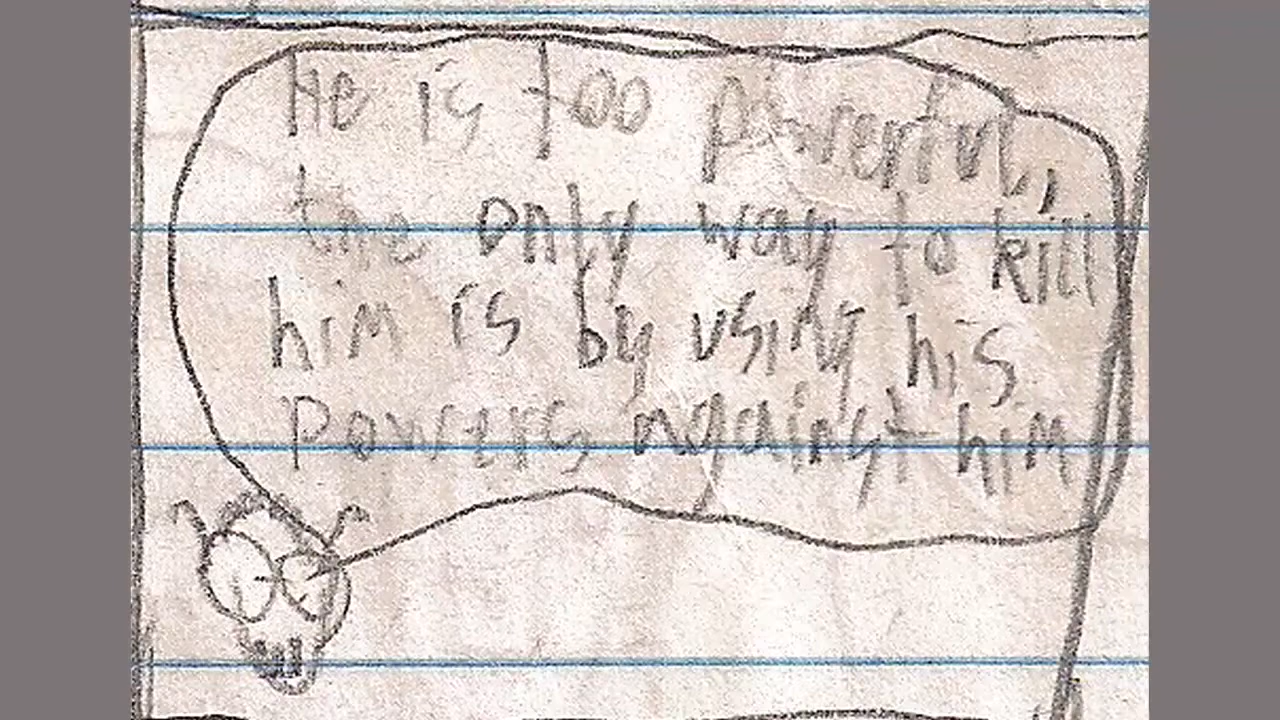 He is too powerful,
the only way to kill
him is by using his
powers against him